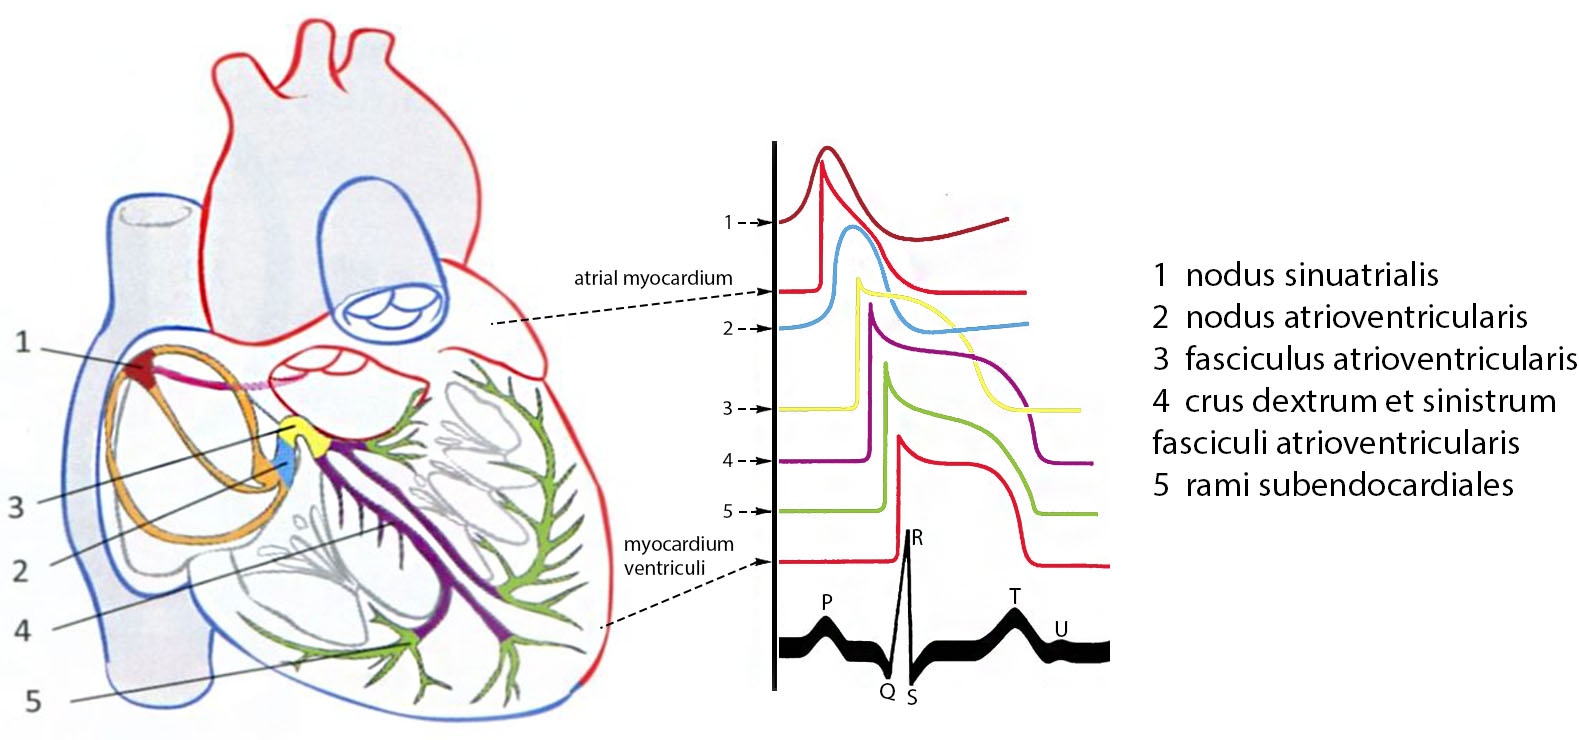 1
3
2
4
5
atrial myocardium
myocardium
ventriculi
1
2
3
4
5
R
P
T
U
Q
S
1 nodus sinuatrialis
2 nodus atrioventricularis
3 fasciculus atrioventricularis
4 crus dextrum et sinistrum
fasciculi atrioventricularis
5 rami subendocardiales